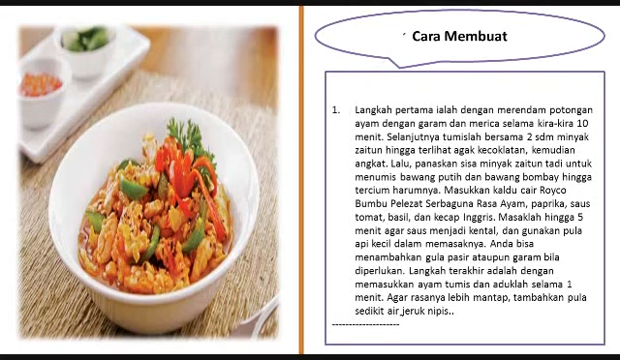 Cara Membuat
1. Langkah pertama ialah dengan merendam potongan
ayam dengan garam dan merica selama kira-kira 10
menit. Selanjutnya tumislah bersama 2 sdm minyak
zaitun hingga terlihat agak kecoklatan, kemudian
angkat. Lalu, panaskan sisa minyak zaitun tadi untuk
menumis bawang putih dan bawang bombay hingga
tercium harumnya. Masukkan kaldu cair Royco
Bumbu Pelezat Serbaguna Rasa Ayam, paprika, saus
tomat, basil, dan kecap Inggris. Masaklah hingga 5
menit agar saus menjadi kental, dan gunakan pula
api kecil dalam memasaknya. Anda bisa
menambahkan gula pasir ataupun garam bila
diperlukan. Langkah terakhir adalah dengan
memasukkan ayam tumis dan aduklah selama 1
menit. Agar rasanya lebih mantap, tambahkan pula
sedikit air jeruk nipis..
--------------------